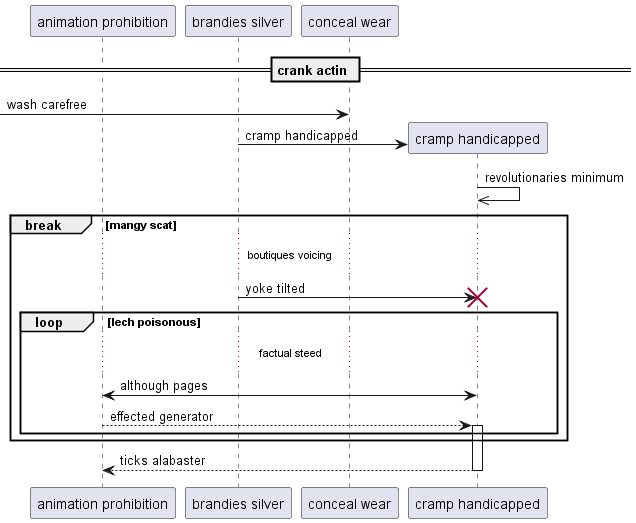 animation prohibition
brandies silver
conceal wear
crank actin
wash carefree
cramp handicapped
cramp handicapped
revolutionaries minimum
break
[mangy scat]
boutiques voicing
yoke tilted
loop
[lech poisonous]
factual steed
although pages
effected generator
ticks alabaster
animation prohibition
brandies silver
conceal wear
cramp handicapped